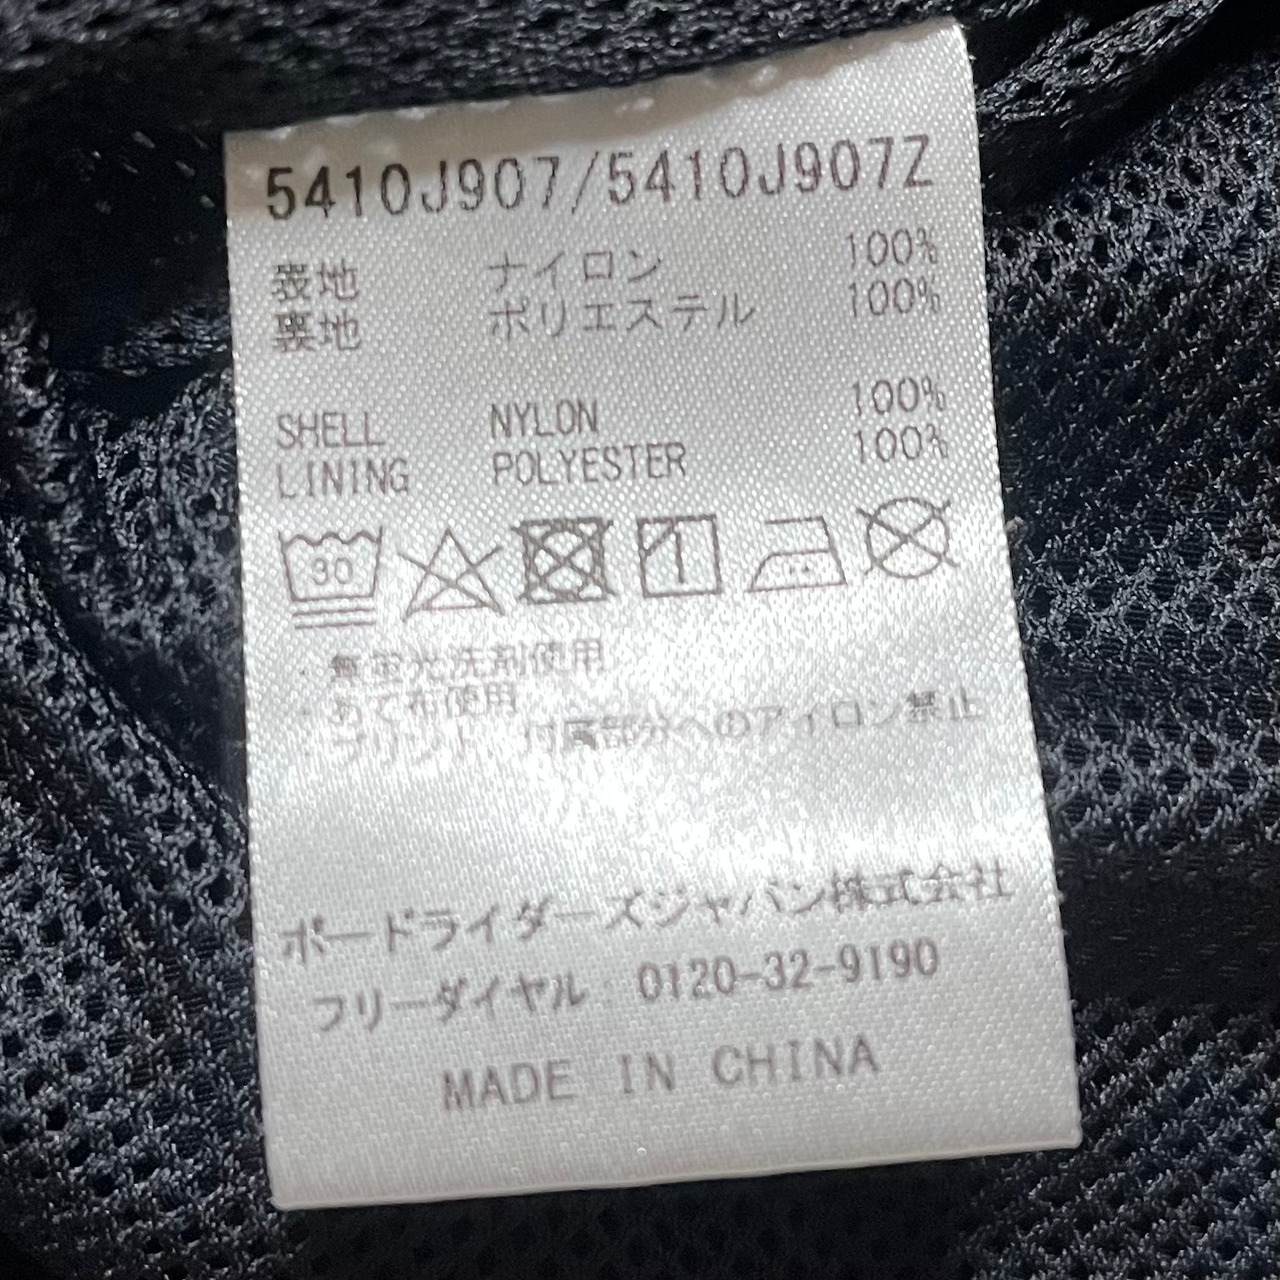 5410J907/5410J907Z
表地 ナイロン 100%
裏地 ポリエステル 100%
SHELL NYLON 100%
LINING POLYESTER 100%
30
・無蛍光洗剤使用
・あて布使用
・プリント、付属部分へのアイロン禁止
ボードライダーズジャパン株式会社
フリーダイヤル:0120-32-9190
MADE IN CHINA